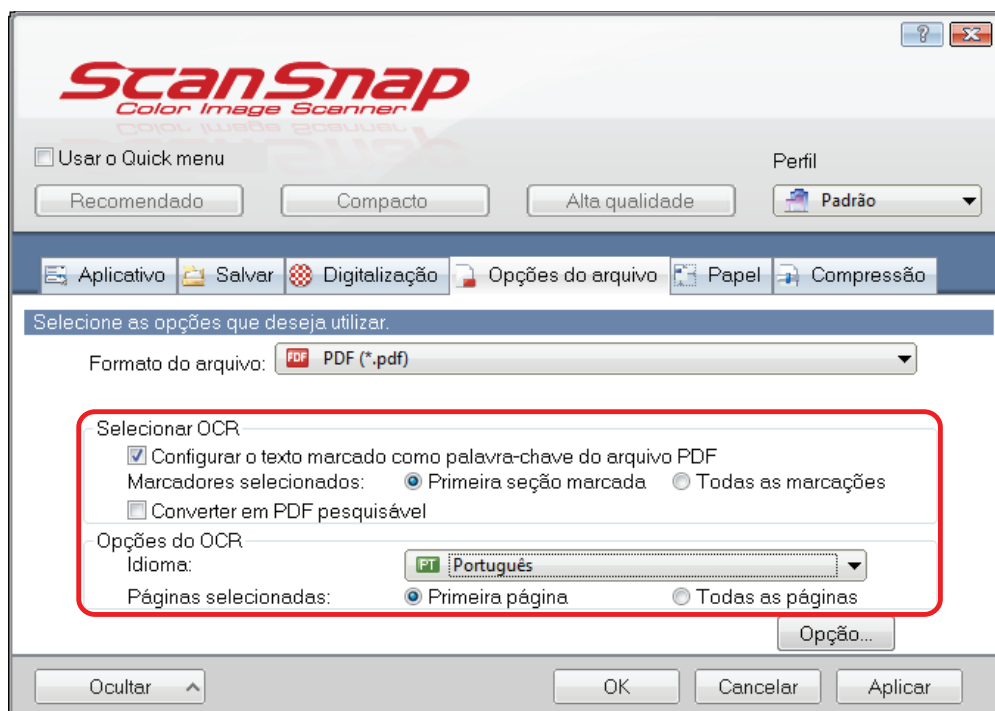 ScanSnap
Color Image Scanner
Usar o Quick menu
Perfil
Recomendado Compacto Alta qualidade Padrão
Aplicativo Salvar Digitalização Opções do arquivo Papel Compressão
Selecione as opções que deseja utilizar.
Formato do arquivo: PDF PDF (*.pdf)
Selecionar OCR
Configurar o texto marcado como palavra-chave do arquivo PDF
Marcadores selecionados: Primeira seção marcada Todas as marcações
Converter em PDF pesquisável
Opções do OCR
Idioma: PT Português
Páginas selecionadas: Primeira página Todas as páginas
Opção...
Ocultar OK Cancelar Aplicar